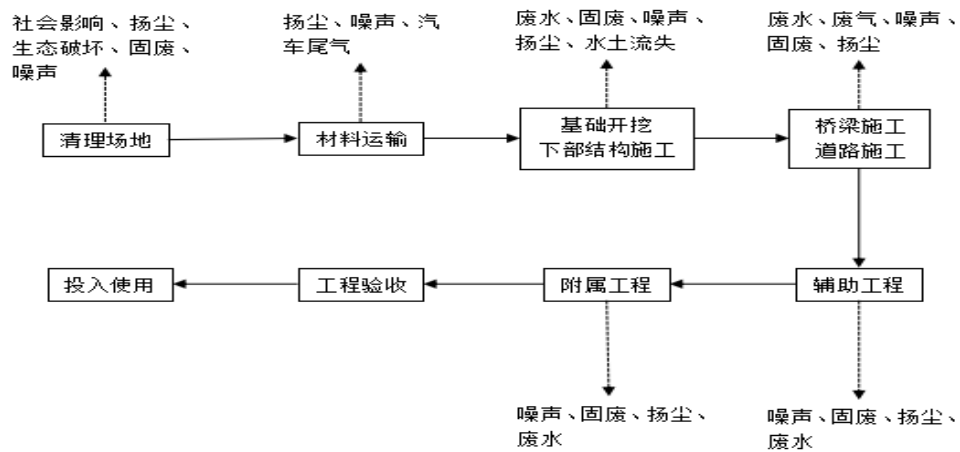 社会影响、扬尘、
生态破坏、固废、
噪声
扬尘、噪声、汽
车尾气
废水、固废、噪声、
扬尘、水土流失
废水、废气、噪声、
固废、扬尘
清理场地
材料运输
基础开挖
下部结构施工
桥梁施工
道路施工
投入使用
工程验收
附属工程
辅助工程
噪声、固废、扬尘、
废水
噪声、固废、扬尘、
废水